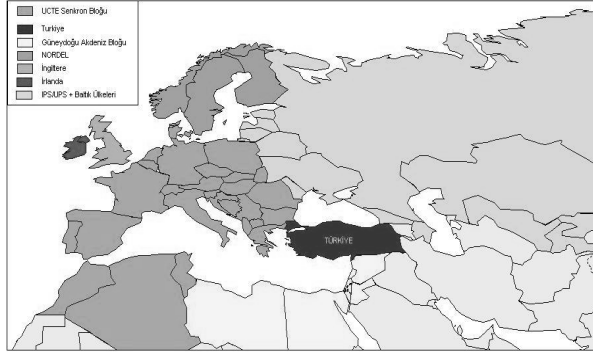 UCTE Senkron Bloğu
Turkiye
Güneydoğu Akdeniz Bloğu
NORDEL
İngiltere
İrlanda
IPS/UPS + Baltık Ülkeleri
TÜRKİYE